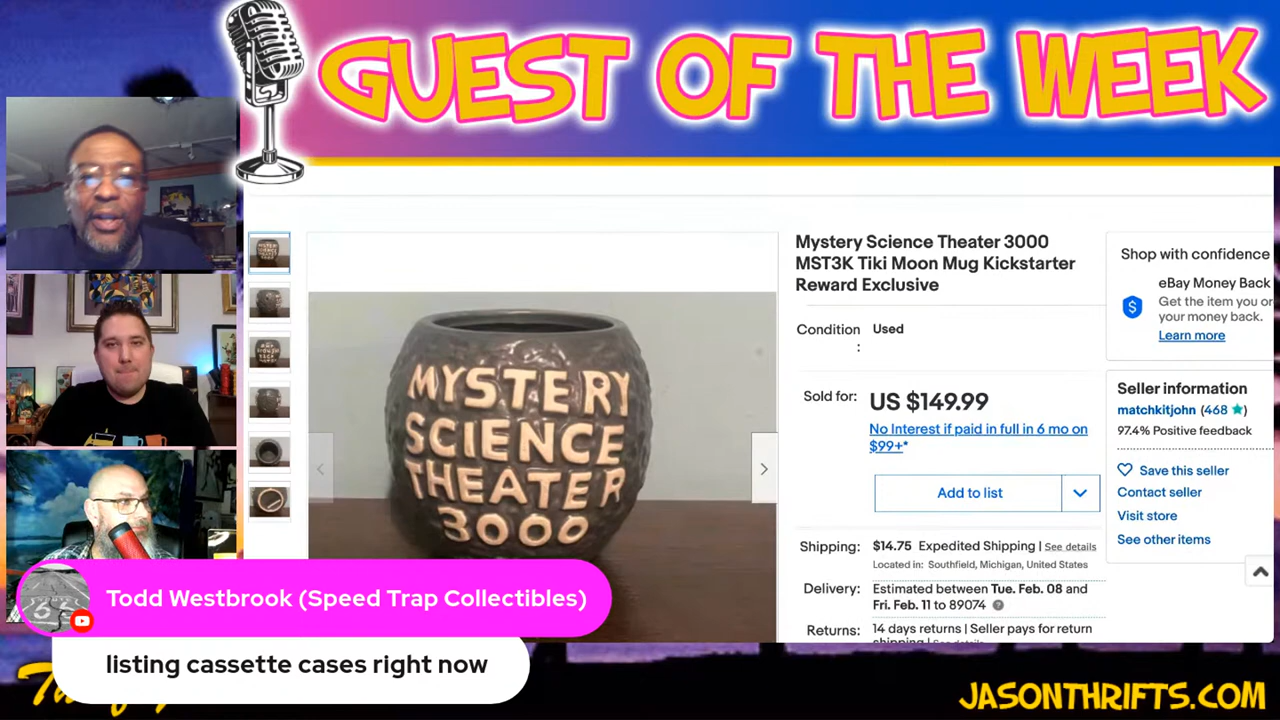 GUEST OF THE WEEK
MYSTERY
SCIENCE
THEATER
3000
Mystery Science Theater 3000
MST3K Tiki Moon Mug Kickstarter
Reward Exclusive
Condition
:
Used
Sold for:
US $149.99
No Interest if paid in full in 6 mo on
$99+*
Add to list
Shipping:
$14.75 Expedited Shipping | See details
Located in: Southfield, Michigan, United States
Delivery:
Estimated between Tue. Feb. 08 and
Fri. Feb. 11 to 89074
Returns:
14 days returns | Seller pays for return
Shop with confidence
eBay Money Back
Get the item you or
your money back.
Learn more
Seller information
matchkitjohn (468
97.4% Positive feedback
Save this seller
Contact seller
Visit store
See other items
Todd Westbrook (Speed Trap Collectibles)
listing cassette cases right now
JASONTHRIFTS.COM